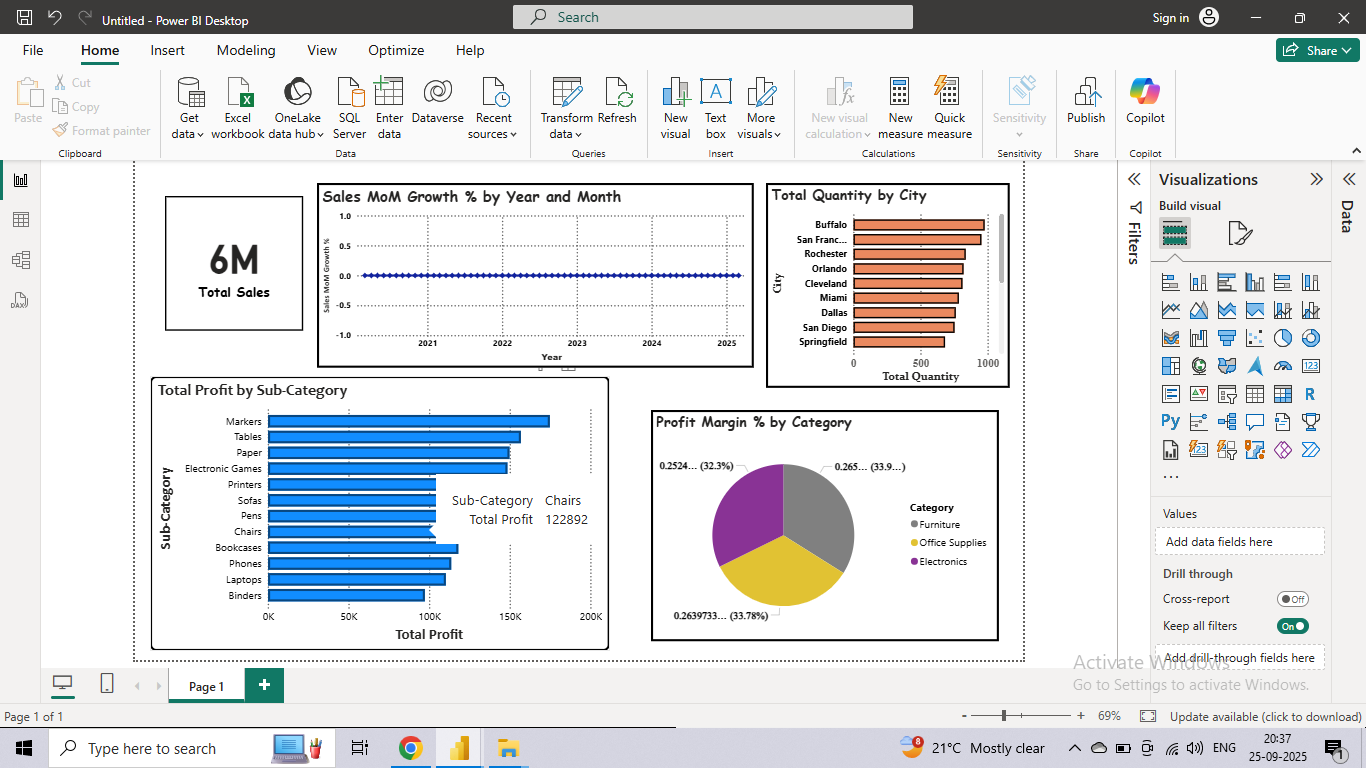 Untitled - Power BI Desktop
Search
Sign in
File
Home
Insert
Modeling
View
Optimize
Help
Share
Paste
Cut
Copy
Format painter
Clipboard
Get data
Excel workbook
OneLake data hub
SQL Server
Enter data
Dataverse
Recent sources
Data
Transform data
Refresh
Queries
New visual
Text box
More visuals
Insert
New visual calculation
New measure
Quick measure
Calculations
Sensitivity
Sensitivity
Publish
Share
Copilot
Copilot
6M
Total Sales
Sales MoM Growth % by Year and Month
Sales MoM Growth %
1.0
0.5
0.0
-0.5
-1.0
2021
2022
2023
2024
2025
Year
Total Quantity by City
City
Buffalo
San Franc...
Rochester
Orlando
Cleveland
Miami
Dallas
San Diego
Springfield
0
500
1000
Total Quantity
Total Profit by Sub-Category
Sub-Category
Markers
Tables
Paper
Electronic Games
Printers
Sofas
Pens
Chairs
Bookcases
Phones
Laptops
Binders
0K
50K
100K
150K
200K
Total Profit
Sub-Category Chairs
Total Profit 122892
Profit Margin % by Category
0.2524... (32.3%)
0.265... (33.9...)
0.2639733... (33.78%)
Category
Furniture
Office Supplies
Electronics
Filters
Visualizations
Build visual
123
R
Py
...
Values
Add data fields here
Drill through
Cross-report
Off
Keep all filters
On
Add drill-through fields here
Data
Activate Windows
Go to Settings to activate Windows.
Page 1
Page 1 of 1
- + 69%
Update available (click to download)
Type here to search
8
21°C Mostly clear
ENG
20:37
25-09-2025
1